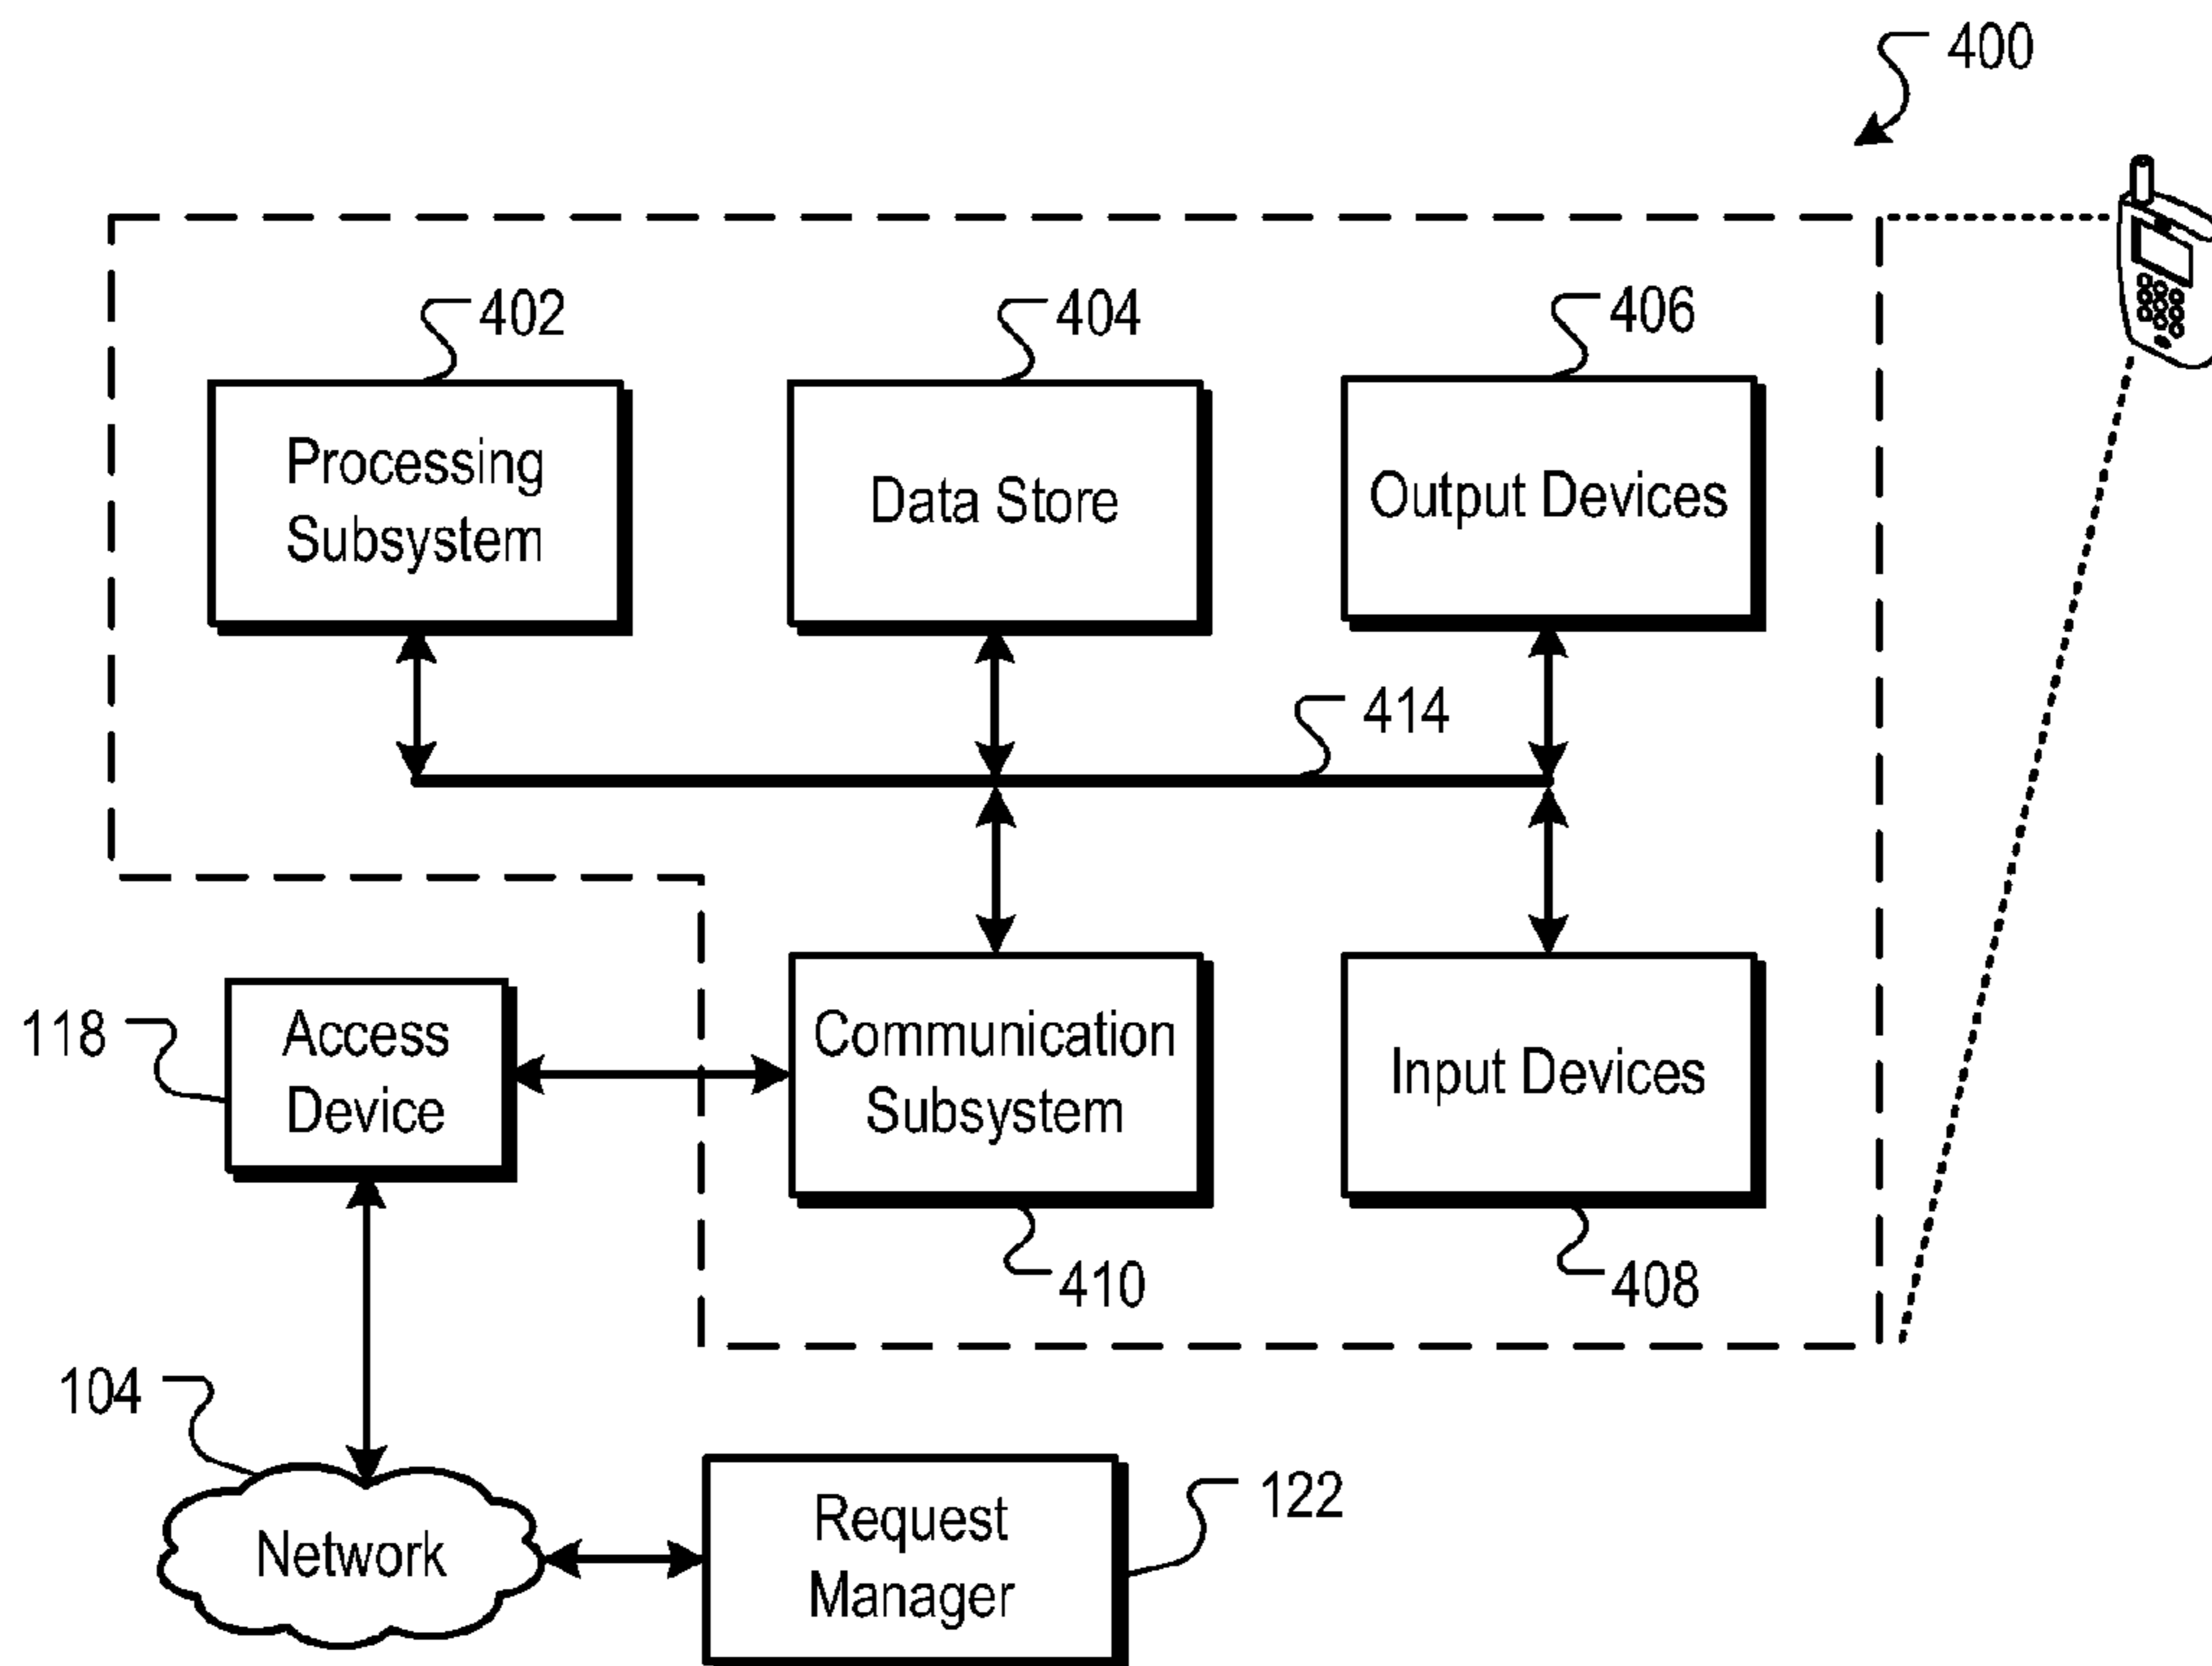 400
402
404
406
Processing
Subsystem
Data Store
Output Devices
414
118
Access
Device
Communication
Subsystem
Input Devices
410
408
104
Network
Request
Manager
122